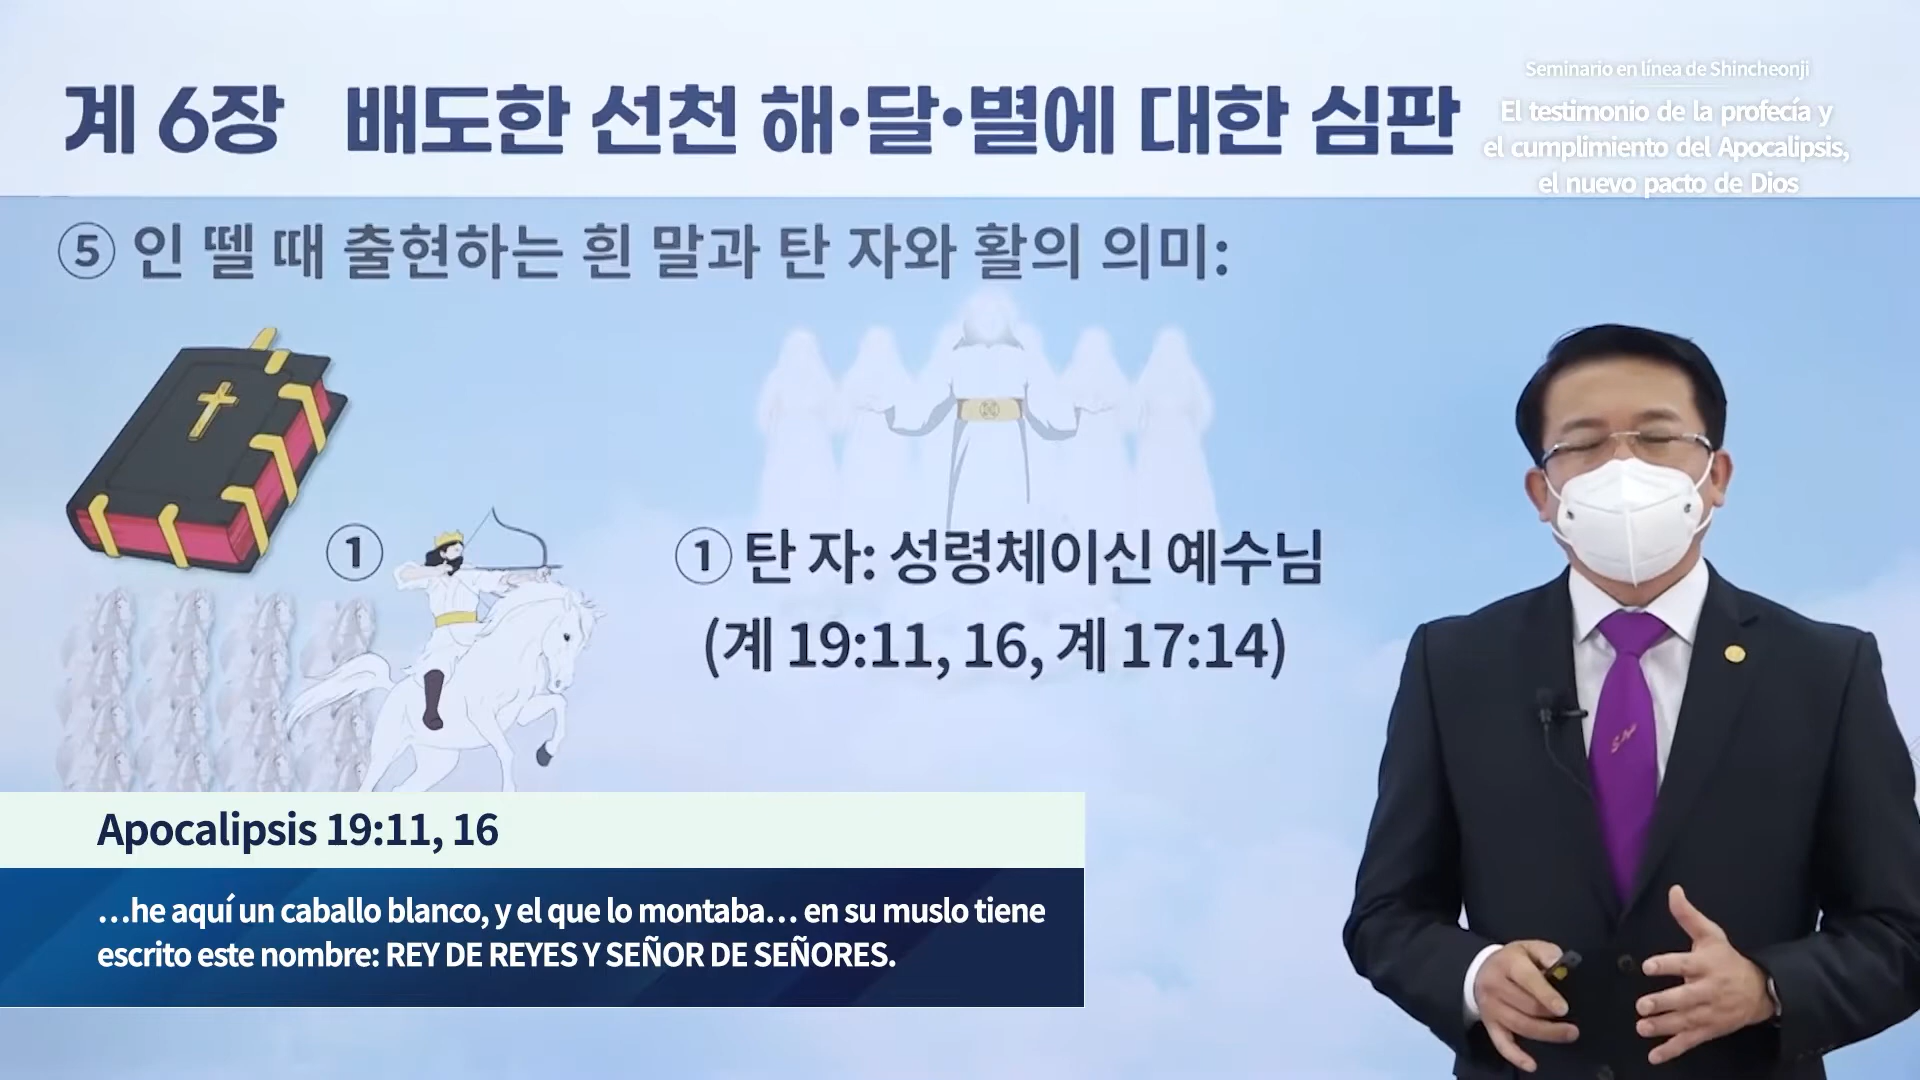 계 6장 배도한 선천 해·달·별에 대한 심판
Seminario en línea de Shincheonji
El testimonio de la profecía y
el cumplimiento del Apocalipsis,
el nuevo pacto de Dios
⑤ 인 뗄 때 출현하는 흰 말과 탄 자와 활의 의미:
①
① 탄 자: 성령체이신 예수님
(계 19:11, 16, 계 17:14)
Apocalipsis 19:11, 16
…he aquí un caballo blanco, y el que lo montaba… en su muslo tiene
escrito este nombre: REY DE REYES Y SEÑOR DE SEÑORES.